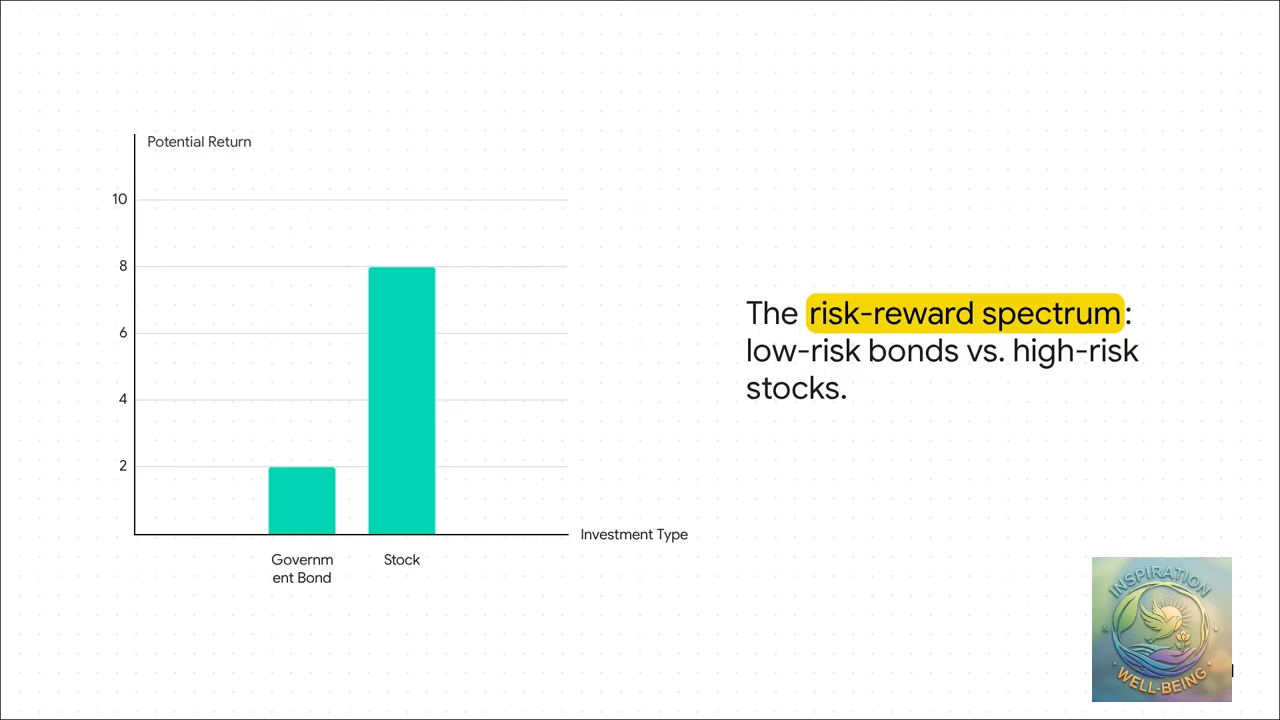 Potential Return
10
8
6
4
2
Investment Type
Governm
ent Bond
Stock
The risk-reward spectrum:
low-risk bonds vs. high-risk
stocks.
INSPIRATION
&
WELL-BEING